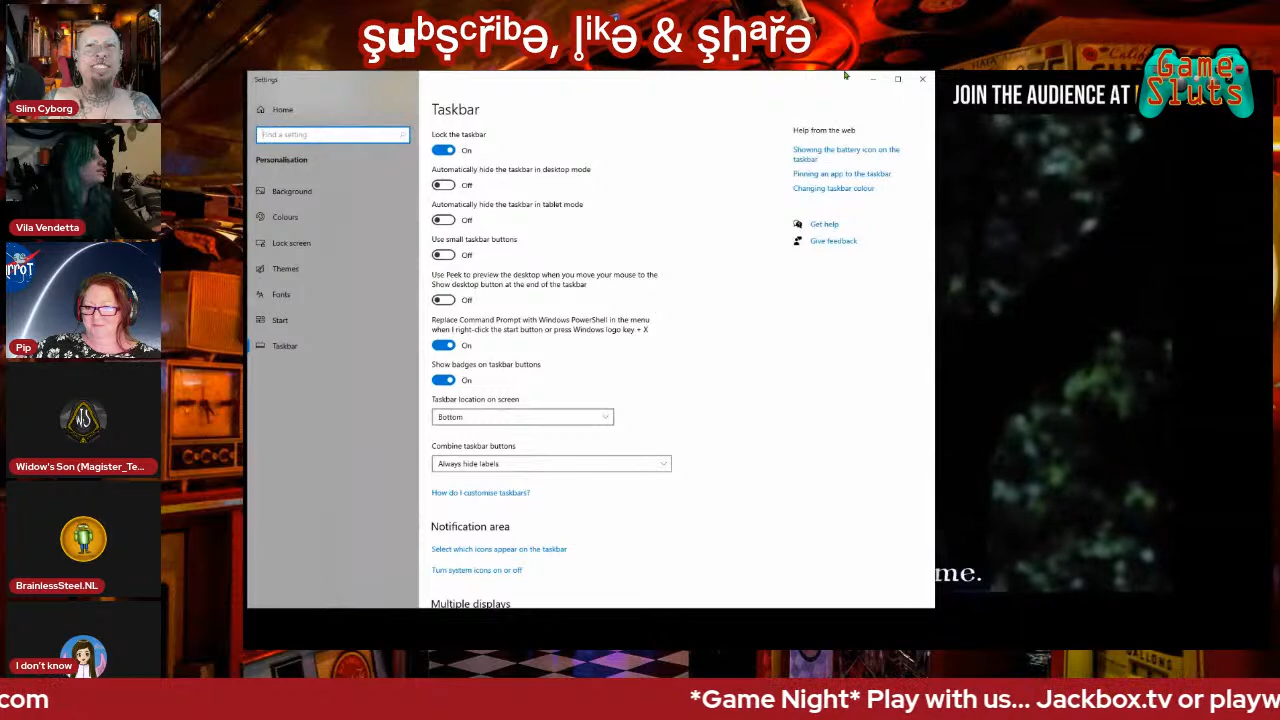 şuᵇșᶜřⁱᵇə, ļⁱᵏə & şḥᵃřə
Slim Cyborg
Vila Vendetta
Pip
Widow's Son (Magister_Te...
BrainlessSteel.NL
I don't know
Settings
Home
Find a setting
Personalisation
Background
Colours
Lock screen
Themes
Fonts
Start
Taskbar
Taskbar
Lock the taskbar
On
Automatically hide the taskbar in desktop mode
Off
Automatically hide the taskbar in tablet mode
Off
Use small taskbar buttons
Off
Use Peek to preview the desktop when you move your mouse to the
Show desktop button at the end of the taskbar
Off
Replace Command Prompt with Windows PowerShell in the menu
when I right-click the start button or press Windows logo key + X
On
Show badges on taskbar buttons
On
Taskbar location on screen
Bottom
Combine taskbar buttons
Always hide labels
How do I customise taskbars?
Notification area
Select which icons appear on the taskbar
Turn system icons on or off
Multiple displays
Help from the web
Showing the battery icon on the
taskbar
Pinning an app to the taskbar
Changing taskbar colour
Get help
Give feedback
JOIN THE AUDIENCE AT
Game
Sluts
me.
com
*Game Night* Play with us... Jackbox.tv or playw